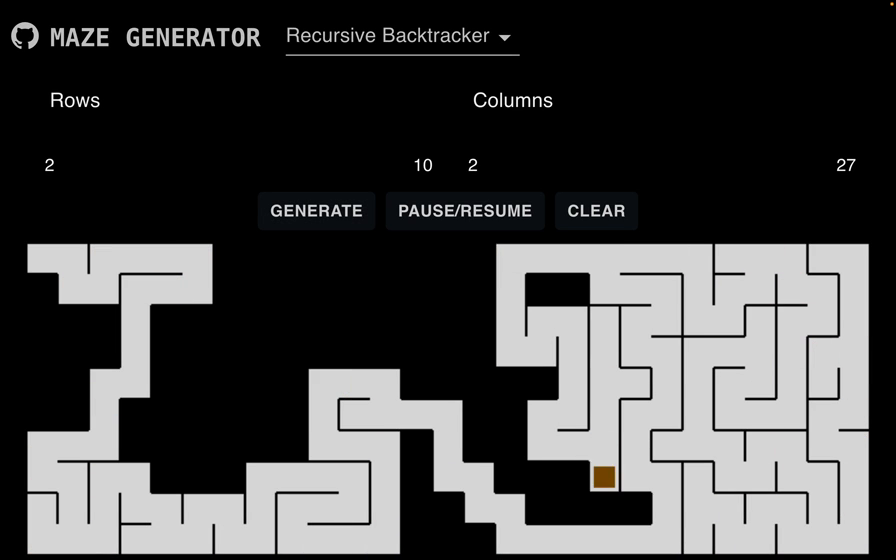 MAZE GENERATOR Recursive Backtracker
Rows Columns
2 10 2 27
GENERATE PAUSE/RESUME CLEAR